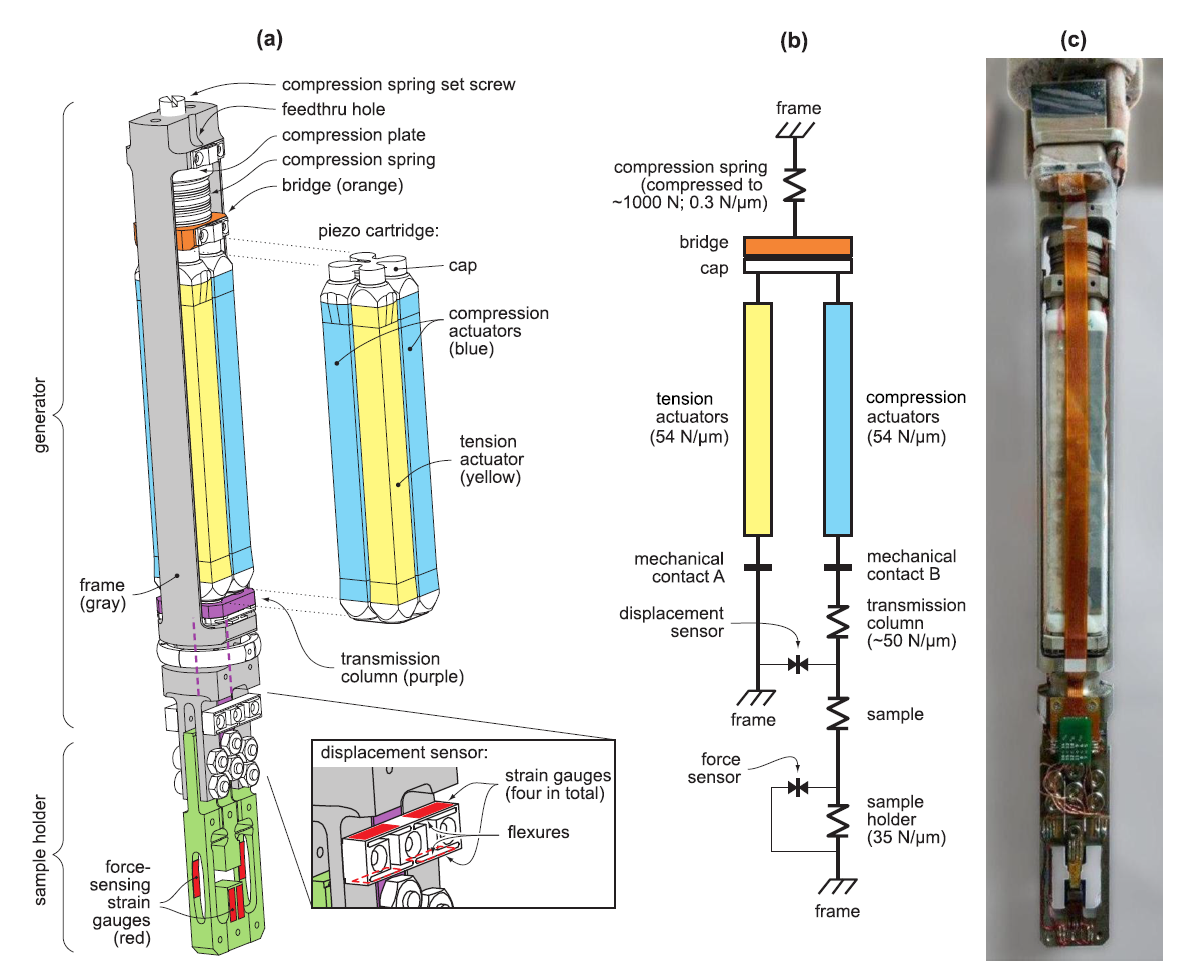 (a)
compression spring set screw
feedthru hole
compression plate
compression spring
bridge (orange)
piezo cartridge:
cap
compression
actuators
(blue)
tension
actuator
(yellow)
generator
frame
(gray)
transmission
column (purple)
displacement sensor:
strain gauges
(four in total)
flexures
sample holder
force-
sensing
strain
gauges
(red)
(b)
frame
compression spring
(compressed to
~1000 N; 0.3 N/μm)
bridge
cap
tension
actuators
(54 N/μm)
compression
actuators
(54 N/μm)
mechanical
contact A
mechanical
contact B
displacement
sensor
transmission
column
(~50 N/μm)
frame
sample
force
sensor
sample
holder
(35 N/μm)
frame
(c)